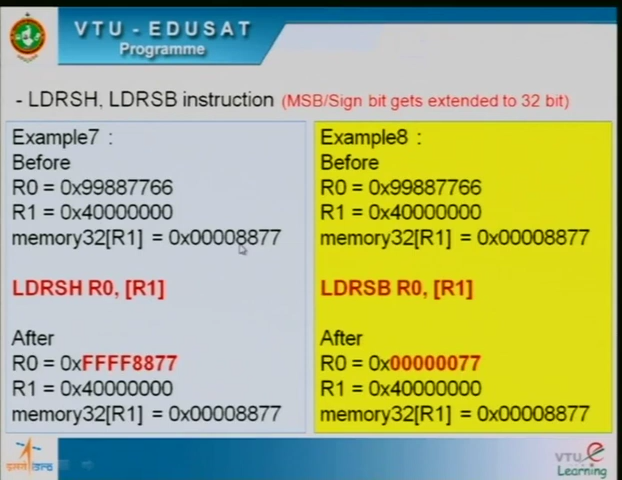 VTU - EDUSAT
Programme
- LDRSH, LDRSB instruction (MSB/Sign bit gets extended to 32 bit)
Example7 :
Before
R0 = 0x99887766
R1 = 0x40000000
memory32[R1] = 0x00008877
LDRSH R0, [R1]
After
R0 = 0xFFFF8877
R1 = 0x40000000
memory32[R1] = 0x00008877
Example8 :
Before
R0 = 0x99887766
R1 = 0x40000000
memory32[R1] = 0x00008877
LDRSB R0, [R1]
After
R0 = 0x00000077
R1 = 0x40000000
memory32[R1] = 0x00008877
VTU e
Learning